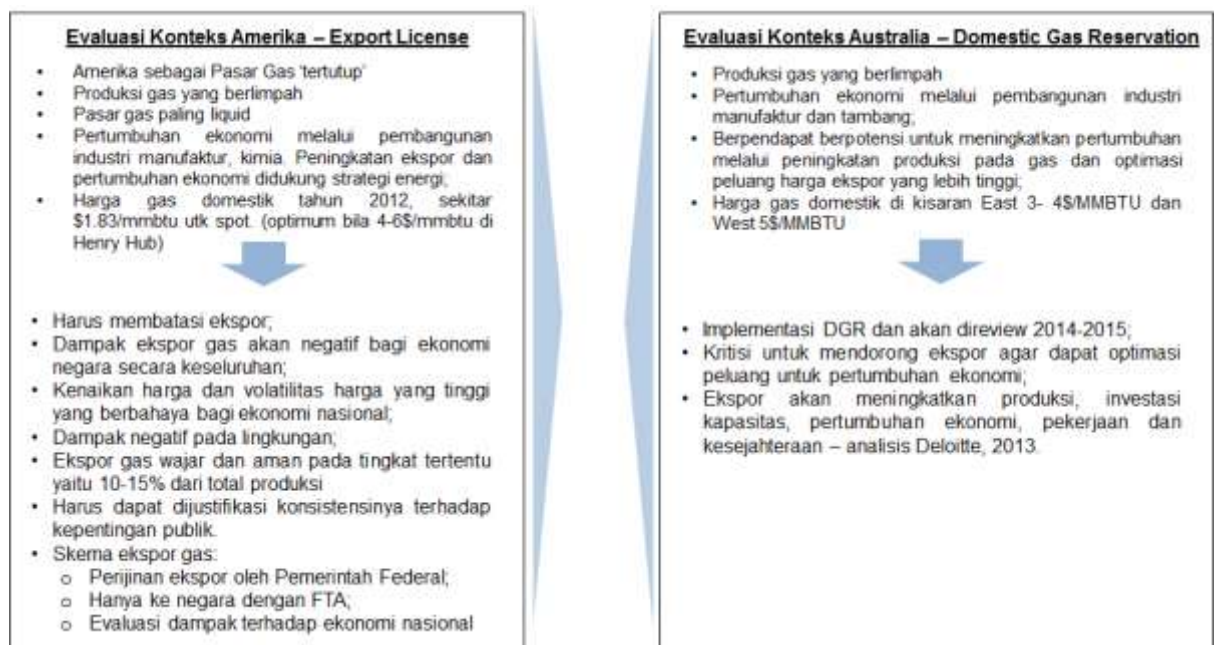 Evaluasi Konteks Amerika – Export License
• Amerika sebagai Pasar Gas 'tertutup'
• Produksi gas yang berlimpah
• Pasar gas paling liquid
• Pertumbuhan ekonomi melalui pembangunan
industri manufaktur, kimia. Peningkatan ekspor dan
pertumbuhan ekonomi didukung strategi energi;
• Harga gas domestik tahun 2012, sekitar
$1.83/mmbtu utk spot. (optimum bila 4-6$/mmbtu di
Henry Hub)
• Harus membatasi ekspor;
• Dampak ekspor gas akan negatif bagi ekonomi
negara secara keseluruhan;
• Kenaikan harga dan volatilitas harga yang tinggi
yang berbahaya bagi ekonomi nasional;
• Dampak negatif pada lingkungan;
• Ekspor gas wajar dan aman pada tingkat tertentu
yaitu 10-15% dari total produksi
• Harus dapat dijustifikasi konsistensinya terhadap
kepentingan publik.
• Skema ekspor gas:
o Perijinan ekspor oleh Pemerintah Federal;
o Hanya ke negara dengan FTA;
o Evaluasi dampak terhadap ekonomi nasional
Evaluasi Konteks Australia – Domestic Gas Reservation
• Produksi gas yang berlimpah
• Pertumbuhan ekonomi melalui pembangunan industri
manufaktur dan tambang;
• Berpendapat berpotensi untuk meningkatkan pertumbuhan
melalui peningkatan produksi pada gas dan optimasi
peluang harga ekspor yang lebih tinggi;
• Harga gas domestik di kisaran East 3- 4$/MMBTU dan
West 5$/MMBTU
• Implementasi DGR dan akan direview 2014-2015;
• Kritisi untuk mendorong ekspor agar dapat optimasi
peluang untuk pertumbuhan ekonomi;
• Ekspor akan meningkatkan produksi, investasi
kapasitas, pertumbuhan ekonomi, pekerjaan dan
kesejahteraan – analisis Deloitte, 2013.